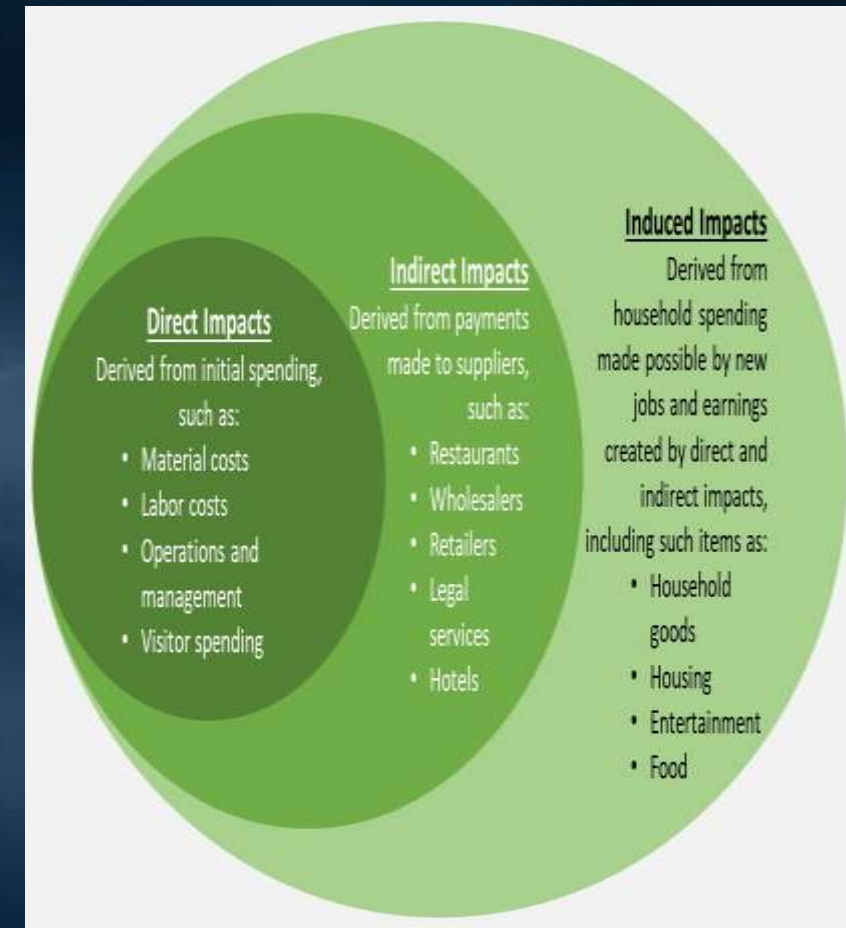 Direct Impacts
Derived from initial spending,
such as:
• Material costs
• Labor costs
• Operations and
management
• Visitor spending
Indirect Impacts
Derived from payments
made to suppliers,
such as:
• Restaurants
• Wholesalers
• Retailers
• Legal
services
• Hotels
Induced Impacts
Derived from
household spending
made possible by new
jobs and earnings
created by direct and
indirect impacts,
including such items as:
• Household
goods
• Housing
• Entertainment
• Food